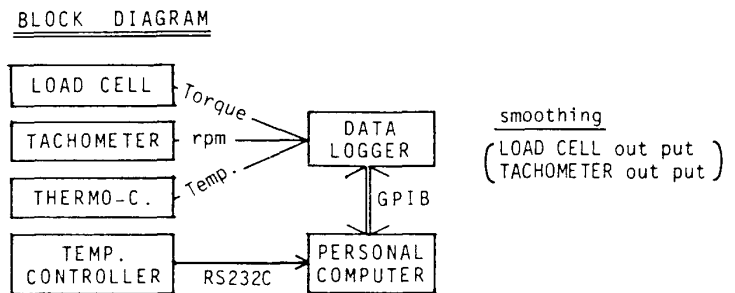 BLOCK DIAGRAM
LOAD CELL
Torque
TACHOMETER
rpm
THERMO-C.
Temp.
TEMP.
CONTROLLER
RS232C
DATA
LOGGER
GPIB
PERSONAL
COMPUTER
smoothing
(LOAD CELL out put
TACHOMETER out put)